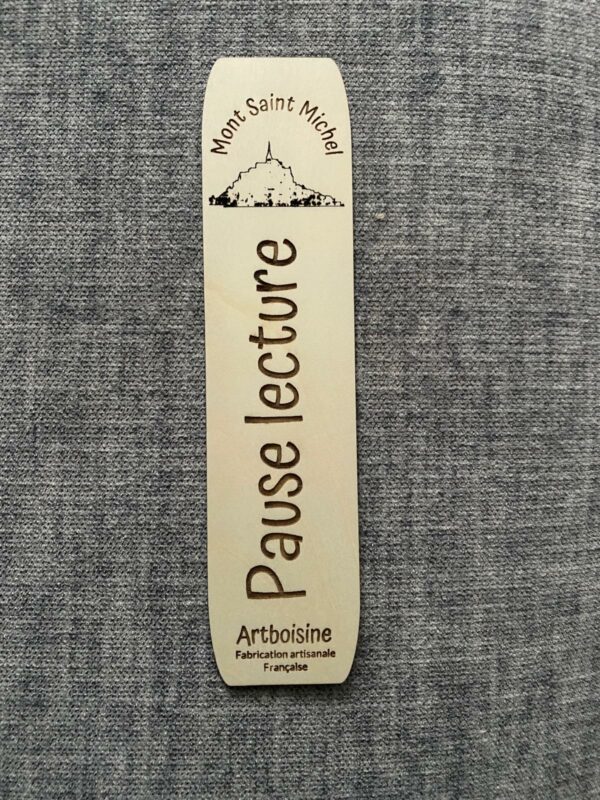 Mont Saint Michel
Pause lecture
Artboisine
Fabrication artisanale
Française